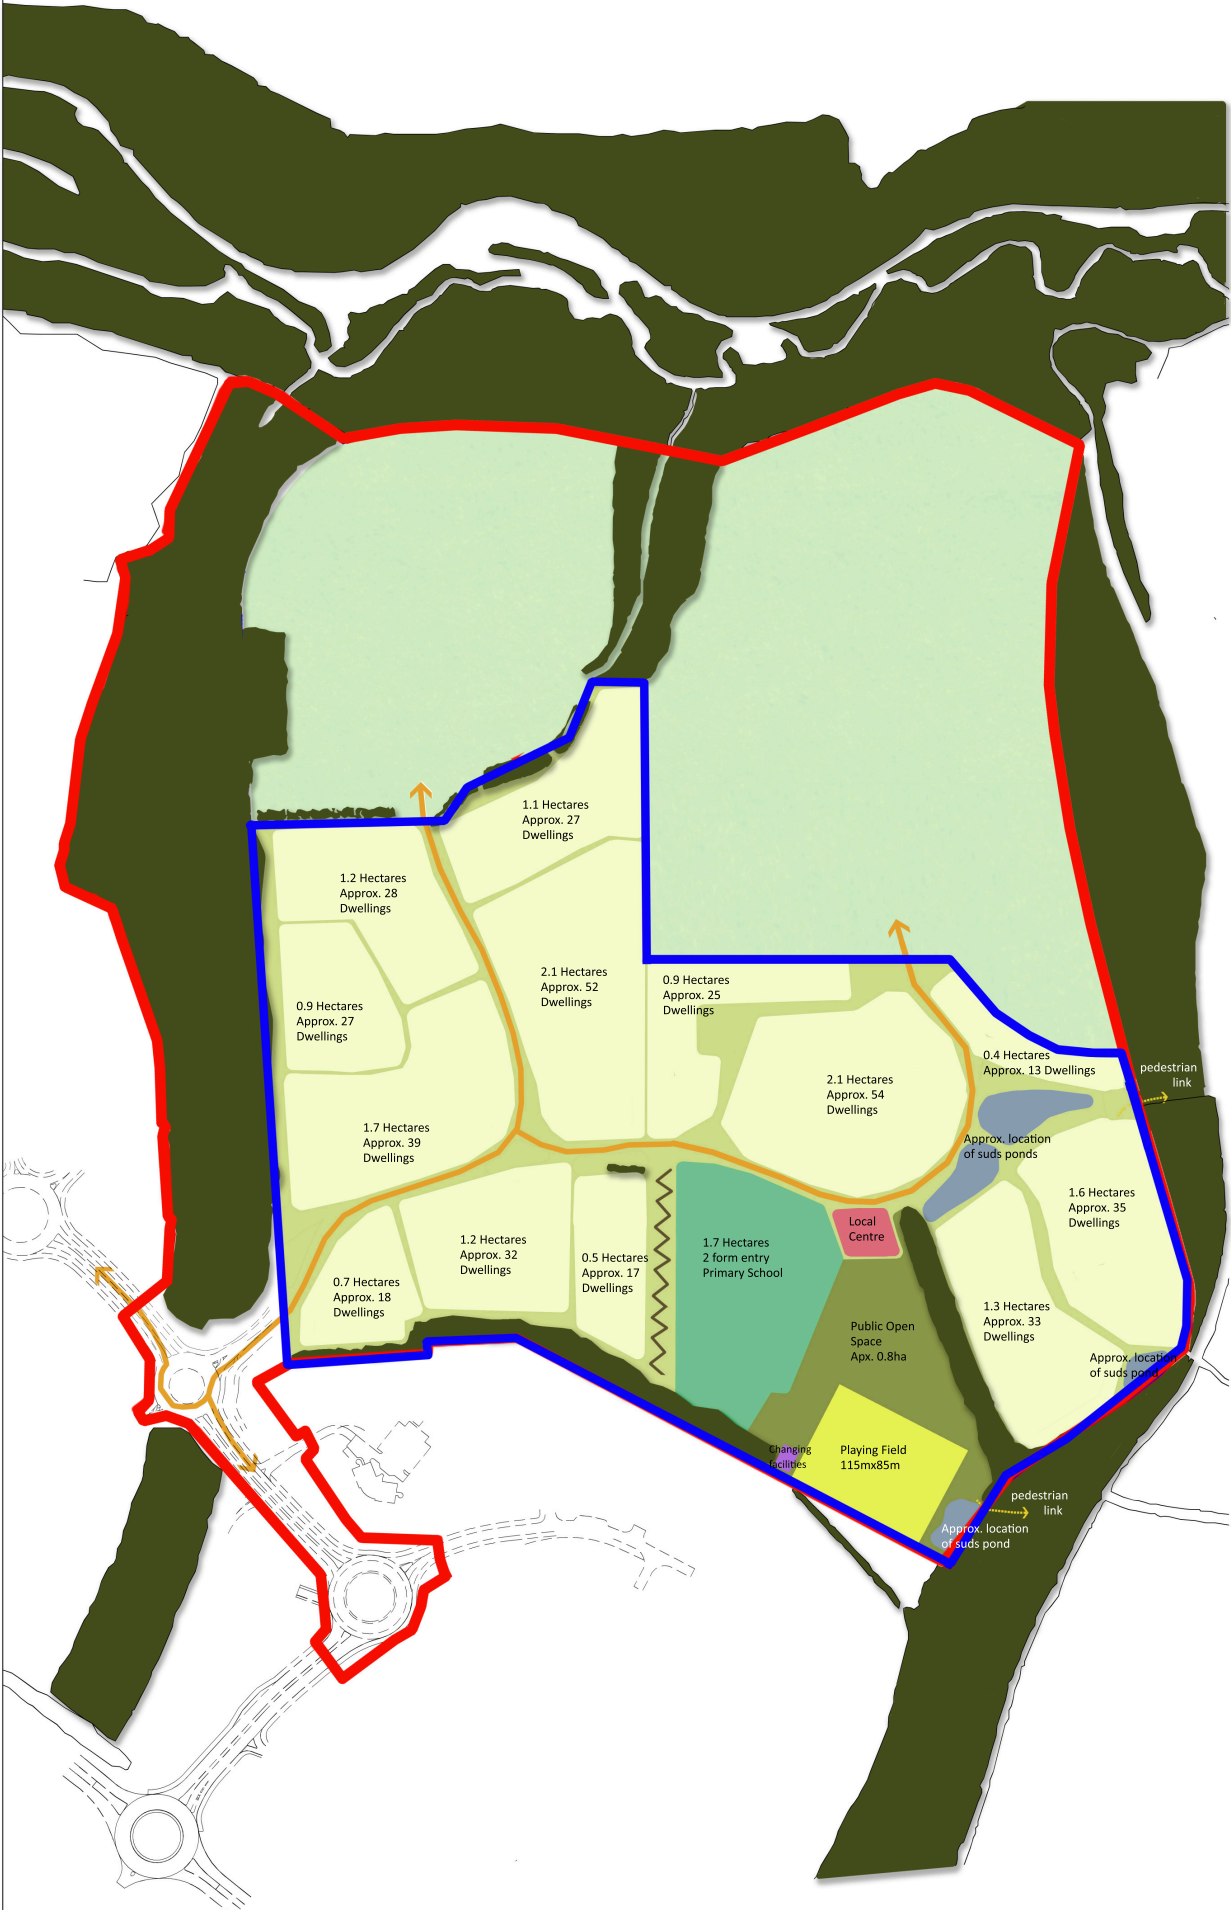 1.1 Hectares
Approx. 27
Dwellings
1.2 Hectares
Approx. 28
Dwellings
2.1 Hectares
Approx. 52
Dwellings
0.9 Hectares
Approx. 25
Dwellings
0.9 Hectares
Approx. 27
Dwellings
0.4 Hectares
Approx. 13 Dwellings
pedestrian
link
2.1 Hectares
Approx. 54
Dwellings
1.7 Hectares
Approx. 39
Dwellings
Approx. location
of suds ponds
1.6 Hectares
Approx. 35
Dwellings
Local
Centre
1.2 Hectares
Approx. 32
Dwellings
1.7 Hectares
2 form entry
Primary School
0.5 Hectares
Approx. 17
Dwellings
0.7 Hectares
Approx. 18
Dwellings
1.3 Hectares
Approx. 33
Dwellings
Public Open
Space
Apx. 0.8ha
Approx. location
of suds pond
Changing
facilities
Playing Field
115mx85m
pedestrian
link
Approx. location
of suds pond